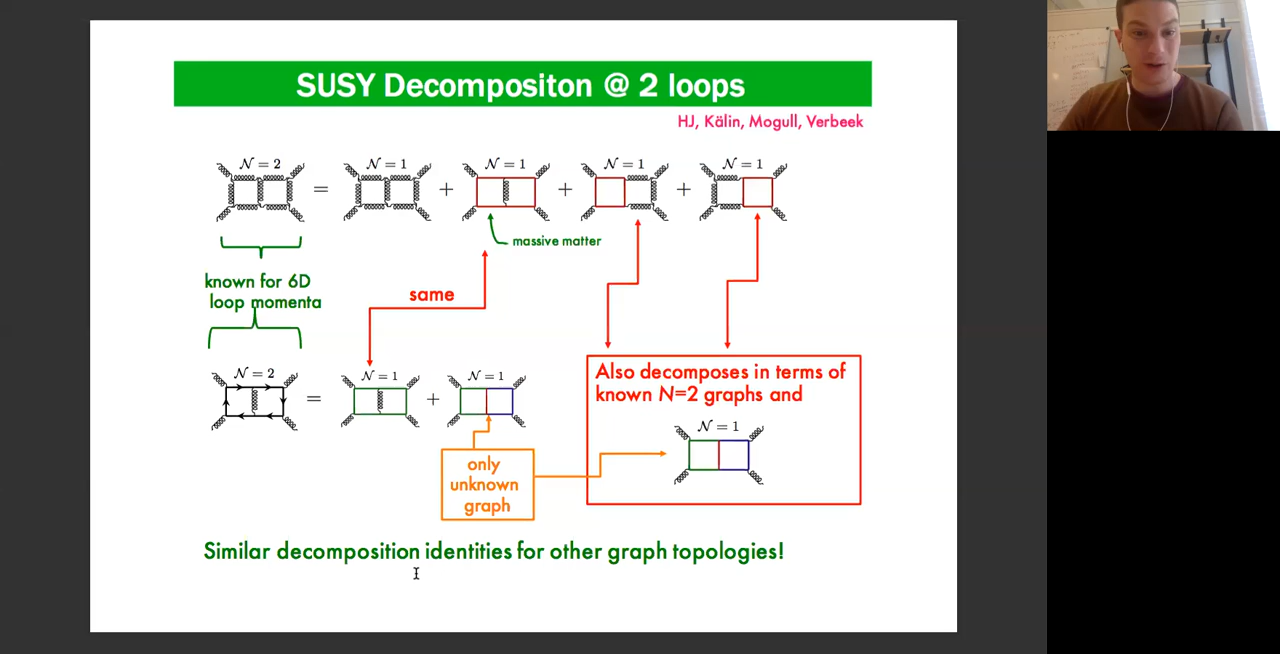 SUSY Decompositon @ 2 loops
HJ, Kälin, Mogull, Verbeek
𝒩 = 2
𝒩 = 1
𝒩 = 1
𝒩 = 1
𝒩 = 1
=
+
+
+
massive matter
known for 6D
loop momenta
same
𝒩 = 2
𝒩 = 1
𝒩 = 1
=
+
Also decomposes in terms of
known N=2 graphs and
𝒩 = 1
only
unknown
graph
Similar decomposition identities for other graph topologies!